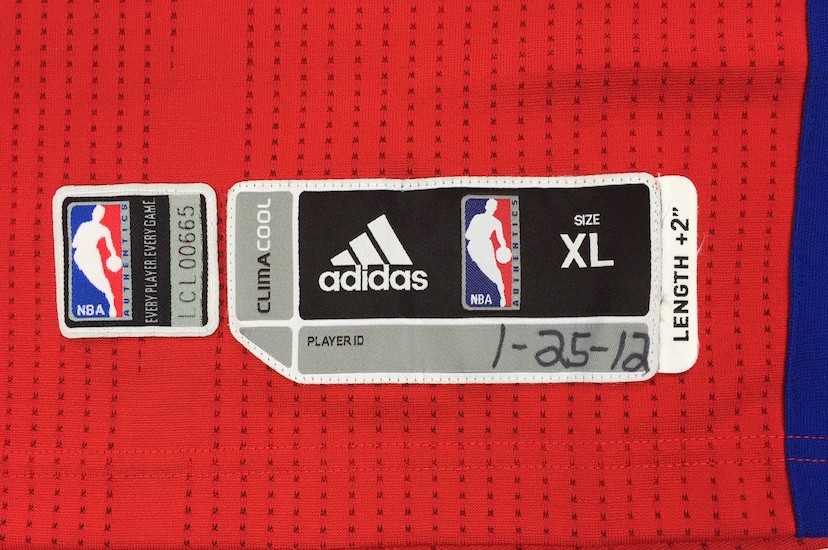 NBA
AUTHENTICS
EVERY PLAYER.EVERY GAME
LCL00665
CLIMACOOL
adidas
NBA
AUTHENTICS
SIZE
XL
LENGTH +2”
PLAYER ID
1-25-12